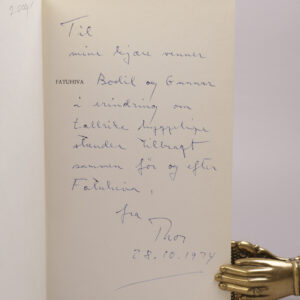 Til
mine kjære venner
FATUHIVA
Bodil og Gunnar
i erindring om
tallrike hyggelige
stunder tilbragt
sammen før og efter
Fatuhiva,
fra
Thor
28.10.1974